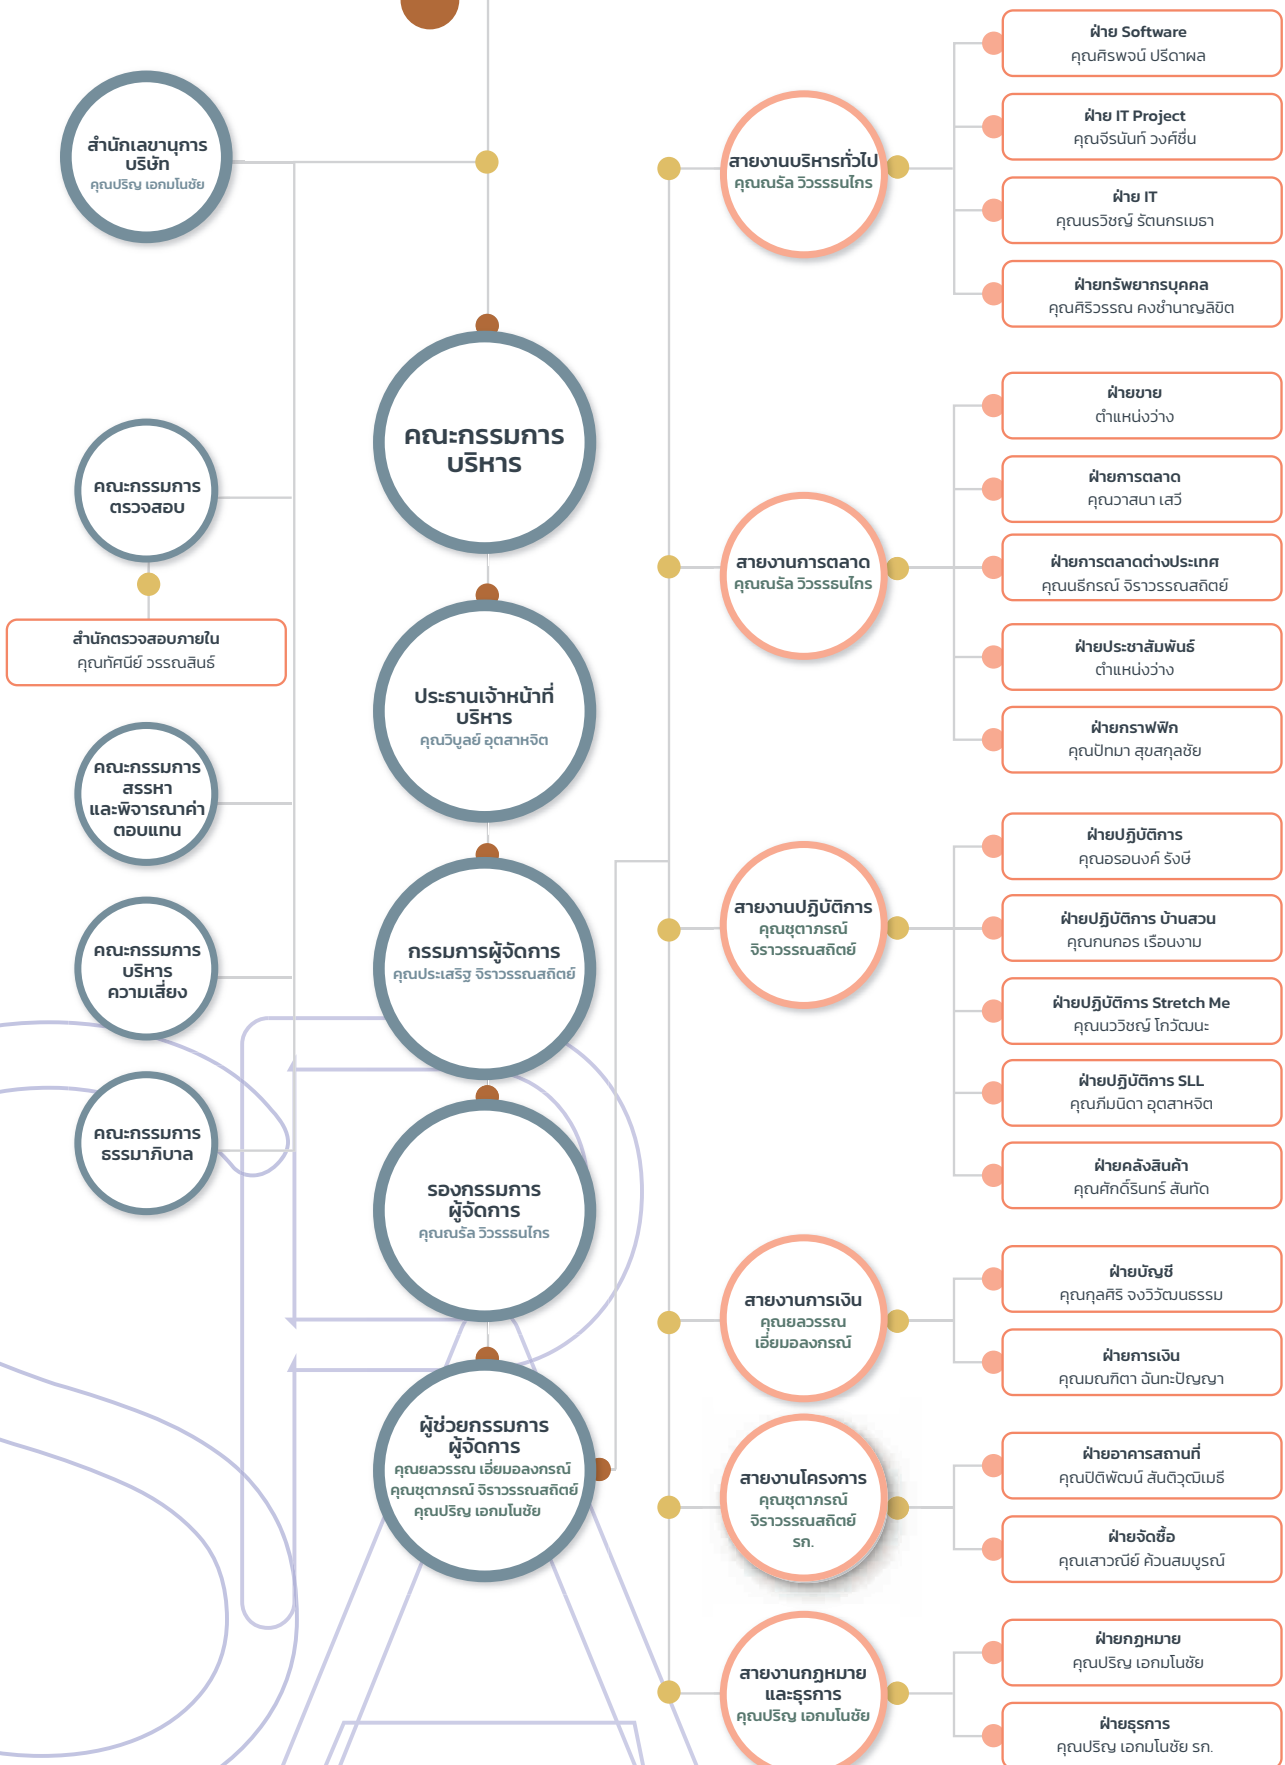 สำนักเลขานุการ
บริษัท
คุณปริญ เอกมโนชัย
คณะกรรมการ
ตรวจสอบ
สำนักตรวจสอบภายใน
คุณทัศนีย์ วรรณสินธ์
คณะกรรมการ
สรรหา
และพิจารณาค่า
ตอบแทน
คณะกรรมการ
บริหาร
ความเสี่ยง
คณะกรรมการ
ธรรมาภิบาล
คณะกรรมการ
บริหาร
ประธานเจ้าหน้าที่
บริหาร
คุณวิบูลย์ อุตสาหจิต
กรรมการผู้จัดการ
คุณประเสริฐ จิราวรรณสถิตย์
รองกรรมการ
ผู้จัดการ
คุณณรัล วิวรรธนไกร
ผู้ช่วยกรรมการ
ผู้จัดการ
คุณยลวรรณ เอี่ยมอลงกรณ์
คุณชุตาภรณ์ จิราวรรณสถิตย์
คุณปริญ เอกมโนชัย
สายงานบริหารทั่วไป
คุณณรัล วิวรรธนไกร
ฝ่าย Software
คุณศิรพจน์ ปรีดาผล
ฝ่าย IT Project
คุณจีรนันท์ วงศ์ชื่น
ฝ่าย IT
คุณนรวิชญ์ รัตนกรเมธา
ฝ่ายทรัพยากรบุคคล
คุณศิริวรรณ คงชำนาญลิขิต
สายงานการตลาด
คุณณรัล วิวรรธนไกร
ฝ่ายขาย
ตำแหน่งว่าง
ฝ่ายการตลาด
คุณวาสนา เสวี
ฝ่ายการตลาดต่างประเทศ
คุณนธีกรณ์ จิราวรรณสถิตย์
ฝ่ายประชาสัมพันธ์
ตำแหน่งว่าง
ฝ่ายกราฟฟิก
คุณปัทมา สุขสกุลชัย
สายงานปฏิบัติการ
คุณชุตาภรณ์
จิราวรรณสถิตย์
ฝ่ายปฏิบัติการ
คุณอรอนงค์ รังษี
ฝ่ายปฏิบัติการ บ้านสวน
คุณกนกอร เรือนงาม
ฝ่ายปฏิบัติการ Stretch Me
คุณนววิชญ์ โกวัฒนะ
ฝ่ายปฏิบัติการ SLL
คุณภีมนิดา อุตสาหจิต
ฝ่ายคลังสินค้า
คุณศักดิ์รินทร์ สันทัด
สายงานการเงิน
คุณยลวรรณ
เอี่ยมอลงกรณ์
ฝ่ายบัญชี
คุณกุลศิริ จงวิวัฒนธรรม
ฝ่ายการเงิน
คุณมณฑิตา ฉันทะปัญญา
สายงานโครงการ
คุณชุตาภรณ์
จิราวรรณสถิตย์
รก.
ฝ่ายอาคารสถานที่
คุณปิติพัฒน์ สันติวุฒิเมธี
ฝ่ายจัดซื้อ
คุณเสาวณีย์ ค้วนสมบูรณ์
สายงานกฎหมาย
และธุรการ
คุณปริญ เอกมโนชัย
ฝ่ายกฎหมาย
คุณปริญ เอกมโนชัย
ฝ่ายธุรการ
คุณปริญ เอกมโนชัย รก.